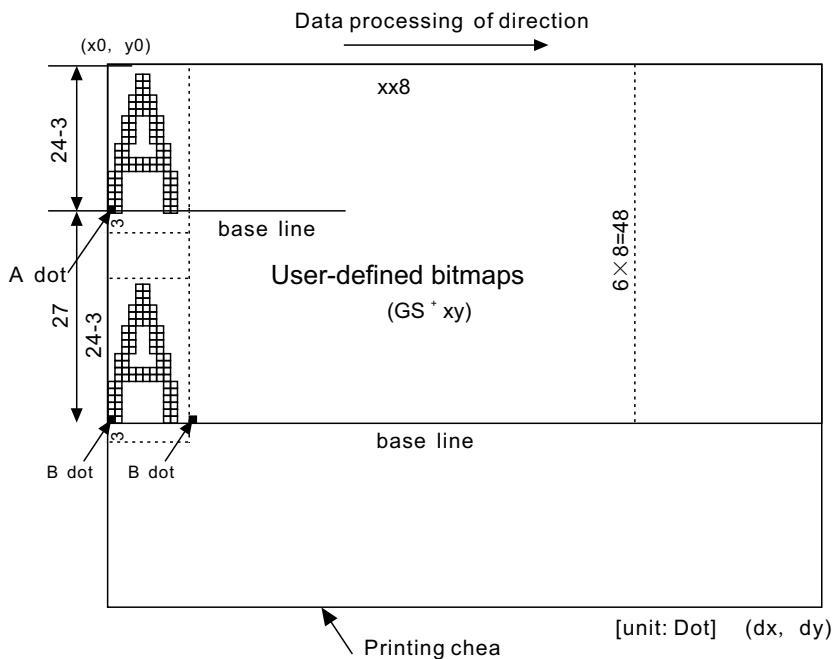 Data processing of direction
(x0, y0)
xx8
24-3
3
base line
A dot
User-defined bitmaps
(GS * xy)
6×8=48
27
24-3
3
base line
B dot
B dot
[unit: Dot] (dx, dy)
Printing chea